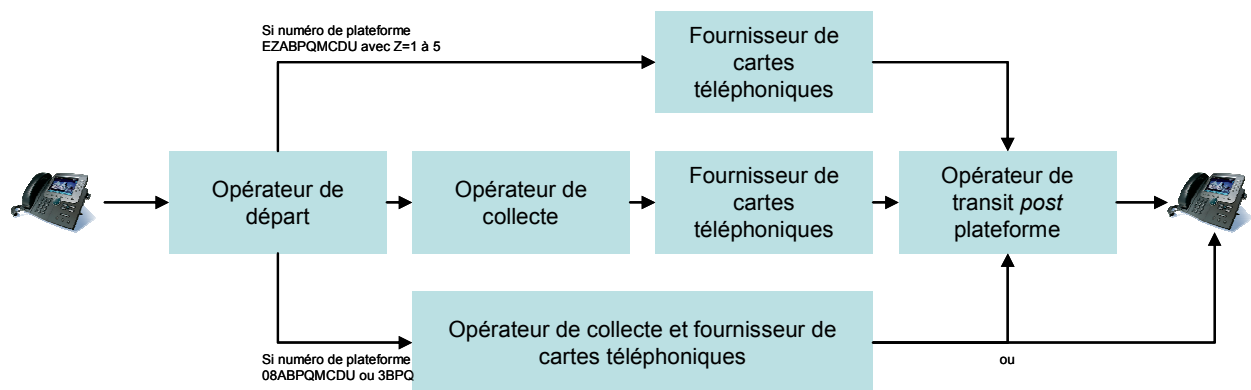 Si numéro de plateforme
EZABPQMCDU avec Z=1 à 5
Fournisseur de
cartes
téléphoniques
Opérateur de
départ
Opérateur de
collecte
Fournisseur de
cartes
téléphoniques
Opérateur de
transit post
plateforme
Opérateur de collecte et fournisseur de
cartes téléphoniques
Si numéro de plateforme
08ABPQMCDU ou 3BPQ
ou